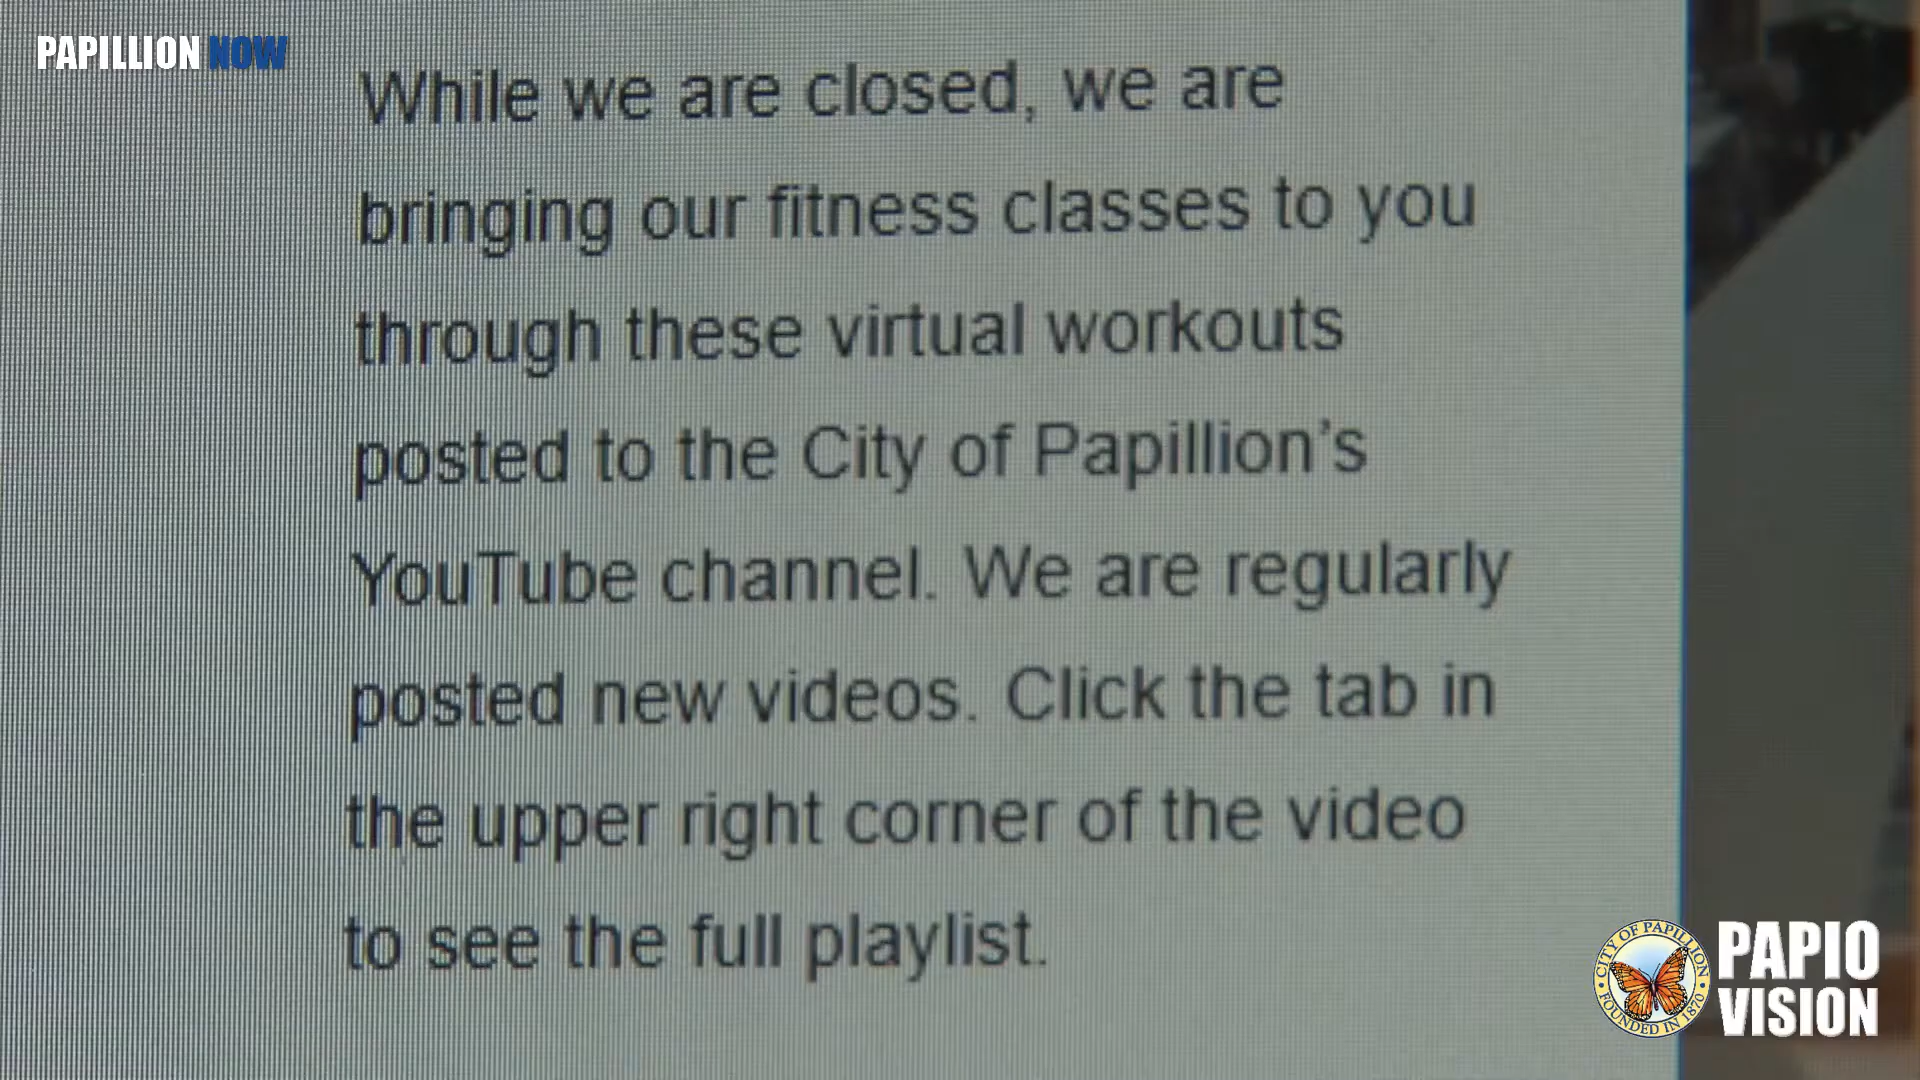 PAPILLION NOW
While we are closed, we are
bringing our fitness classes to you
through these virtual workouts
posted to the City of Papillion’s
YouTube channel. We are regularly
posted new videos. Click the tab in
the upper right corner of the video
to see the full playlist.
CITY OF PAPILLION
FOUNDED IN 1870
PAPIO
VISION